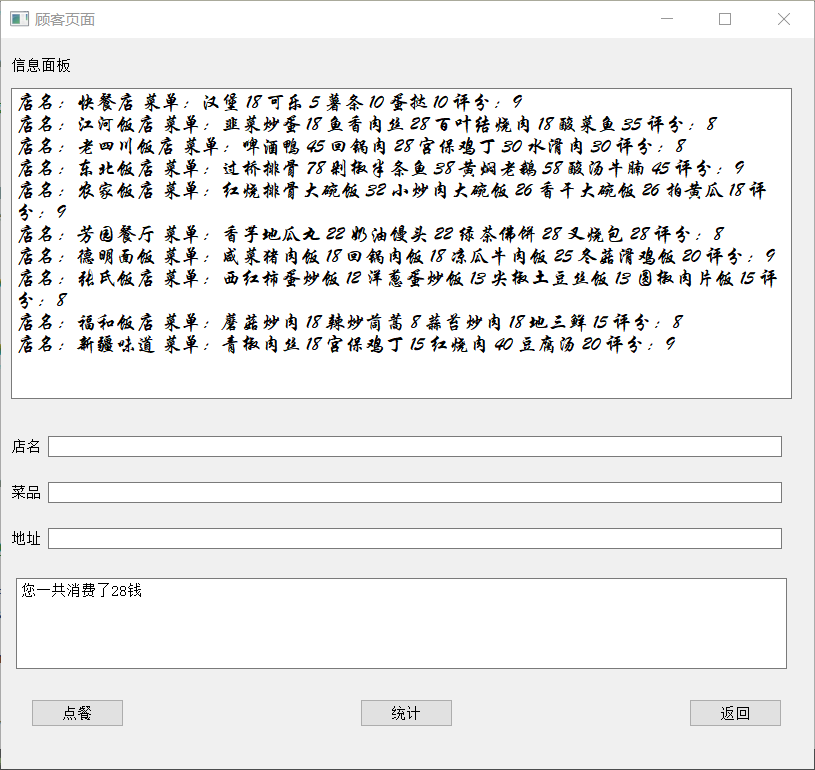 顾客页面
信息面板
店名：快餐店 菜单：汉堡 18 可乐 5 薯条 10 蛋挞 10 评分：9
店名：江河饭店 菜单：韭菜炒蛋 18 鱼香肉丝 28 百叶结烧肉 18 酸菜鱼 35 评分：8
店名：老四川饭店 菜单：啤酒鸭 45 回锅肉 28 宫保鸡丁 30 水滑肉 30 评分：8
店名：东北饭店 菜单：过桥排骨 78 剁椒半条鱼 38 黄焖老鹅 58 酸汤牛腩 45 评分：9
店名：农家饭店 菜单：红烧排骨大碗饭 32 小炒肉大碗饭 26 香干大碗饭 26 拍黄瓜 18 评
分：9
店名：芳园餐厅 菜单：香芋地瓜丸 22 奶油馒头 22 绿茶佛饼 28 叉烧包 28 评分：8
店名：德明面饭 菜单：咸菜猪肉饭 18 回锅肉饭 18 凉瓜牛肉饭 25 冬菇滑鸡饭 20 评分：9
店名：张氏饭店 菜单：西红柿蛋炒饭 12 洋葱蛋炒饭 13 尖椒土豆丝饭 13 圆椒肉片饭 15 评
分：8
店名：福和饭店 菜单：蘑菇炒肉 18 辣炒茼蒿 8 蒜苔炒肉 18 地三鲜 15 评分：8
店名：新疆味道 菜单：青椒肉丝 18 宫保鸡丁 15 红烧肉 40 豆腐汤 20 评分：9
店名
菜品
地址
您一共消费了28钱
点餐 统计 返回